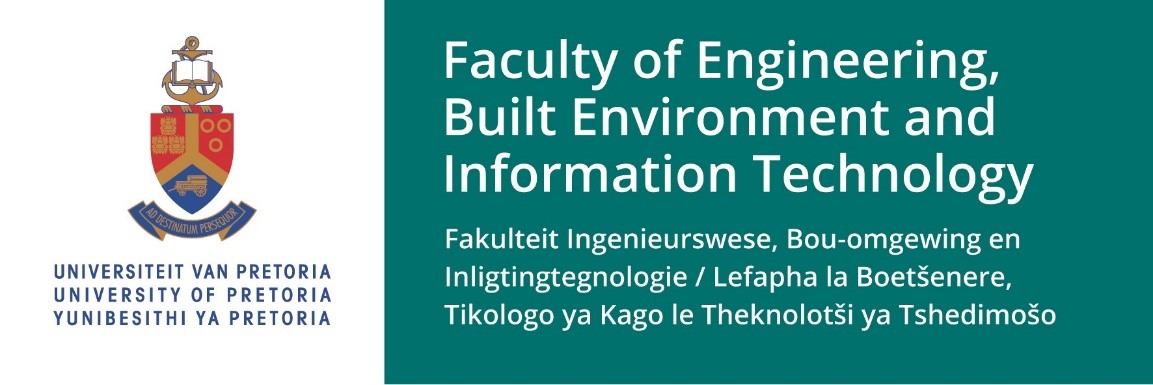 AD DESTINATUM PERSEQUOR
UNIVERSITEIT VAN PRETORIA
UNIVERSITY OF PRETORIA
YUNIBESITHI YA PRETORIA
Faculty of Engineering,
Built Environment and
Information Technology
Fakulteit Ingenieurswese, Bou-omgewing en
Inligtingtegnologie / Lefapha la Boetšenere,
Tikologo ya Kago le Theknolotši ya Tshedimošo